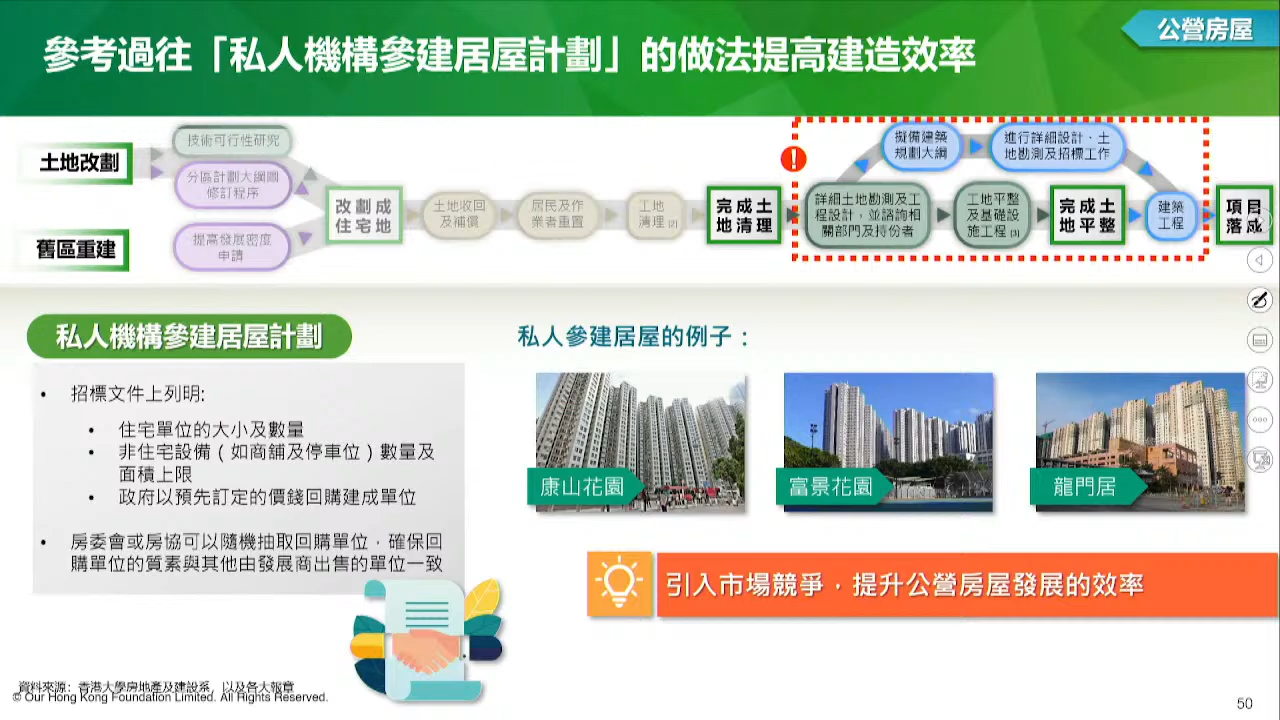 公營房屋
參考過往「私人機構參建居屋計劃」的做法提高建造效率
土地改劃
舊區重建
技術可行性研究
分區計劃大綱圖
修訂程序
提高發展密度
申請
改劃成
住宅地
土地收回
及補償
居民及作
業者重置
工地
清理 [2]
完成土
地清理
!
擬備建築
規劃大綱
進行詳細設計、土
地勘測及招標工作
詳細土地勘測及工
程設計，並諮詢相
關部門及持份者
工地平整
及基礎設
施工程 [3]
完成土
地平整
建築
工程
項目
落成
私人機構參建居屋計劃
• 招標文件上列明:
• 住宅單位的大小及數量
• 非住宅設備（如商舖及停車位）數量及
面積上限
• 政府以預先訂定的價錢回購建成單位
• 房委會或房協可以隨機抽取回購單位，確保回
購單位的質素與其他由發展商出售的單位一致
私人參建居屋的例子：
康山花園
富景花園
龍門居
引入市場競爭，提升公營房屋發展的效率
資料來源：香港大學房地產及建設系，以及各大報章
© Our Hong Kong Foundation Limited. All Rights Reserved.
50